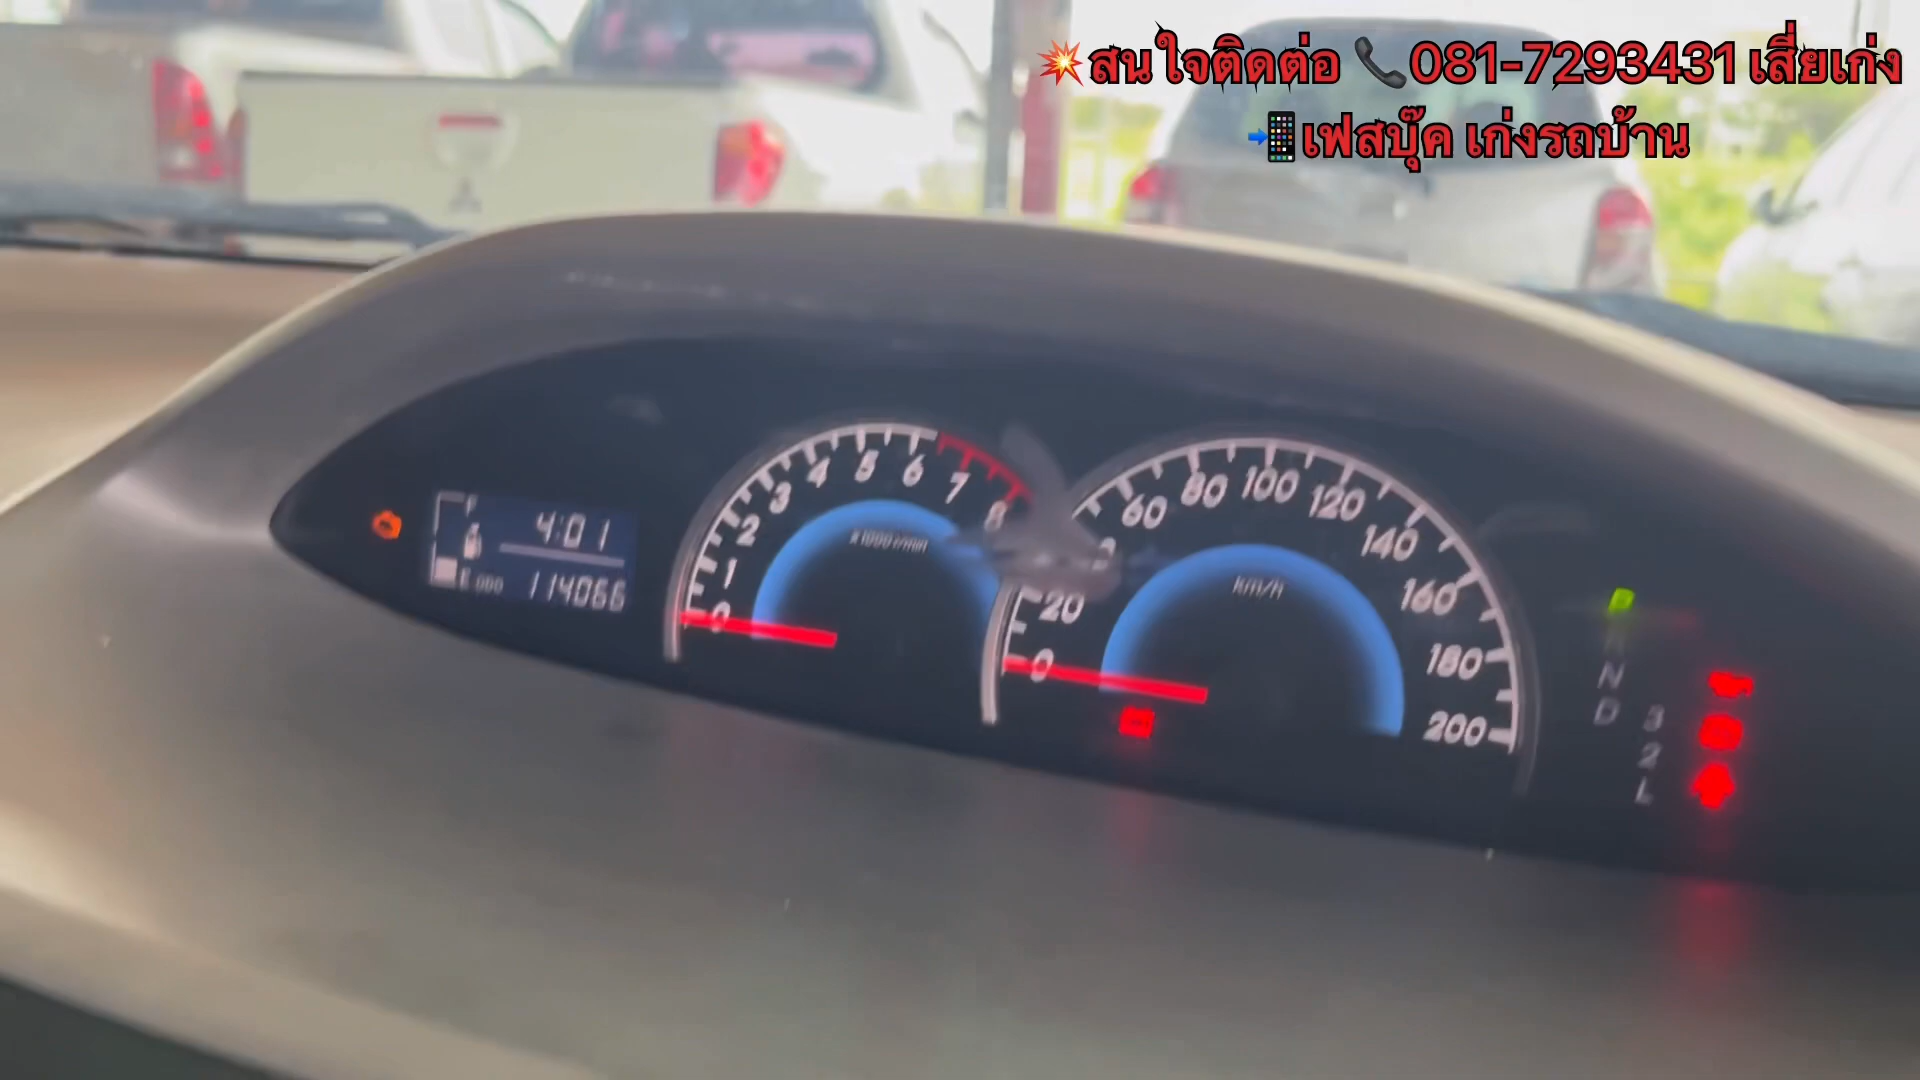 💥สนใจติดต่อ 📞081-7293431 เสี่ยเก่ง
📲เฟสบุ๊ค เก่งรถบ้าน
F
4:01
E ODO 114066
0 1 2 3 4 5 6 7 8
x1000r/min
0 20 60 80 100 120 140 160 180 200
km/h
P
R
N
D 3
2
L